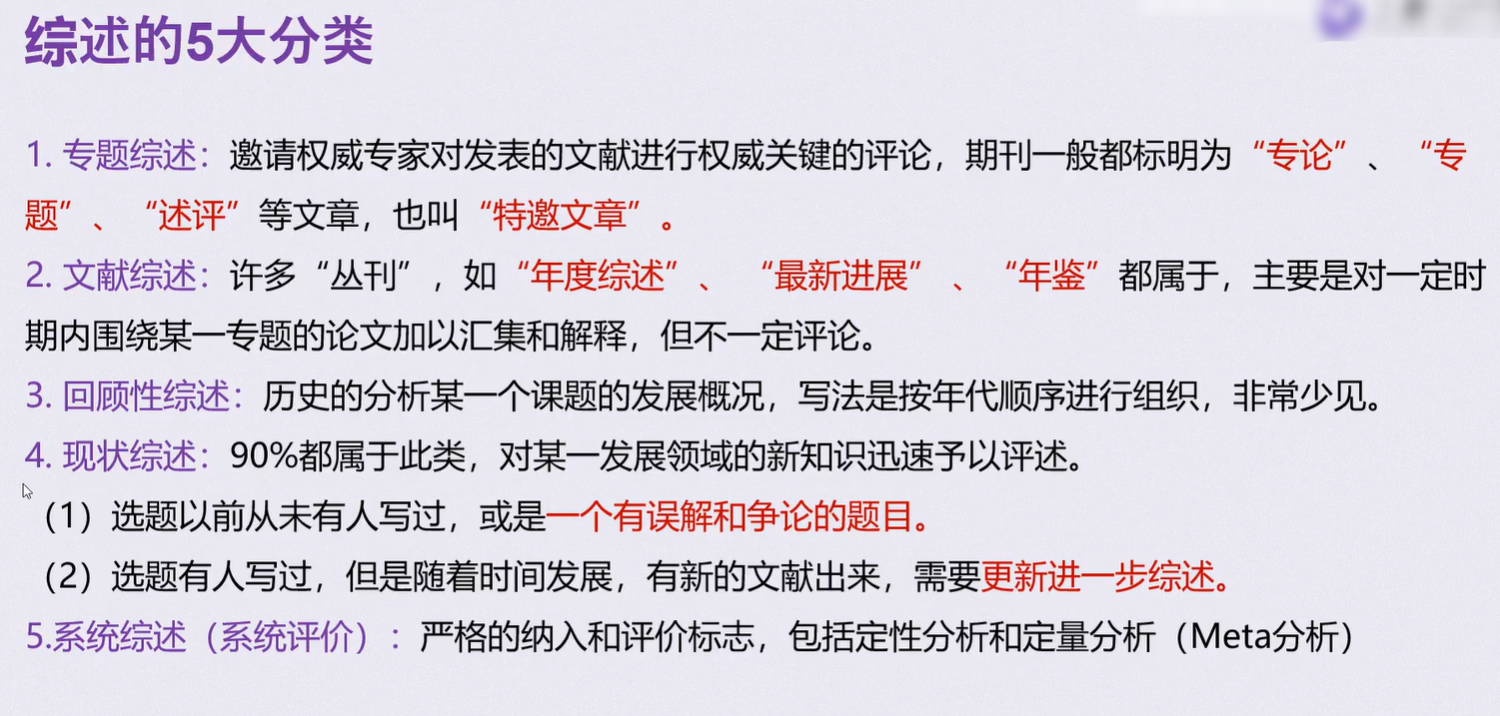 综述的5大分类
1. 专题综述：邀请权威专家对发表的文献进行权威关键的评论，期刊一般都标明为“专论”、“专
题”、“述评”等文章，也叫“特邀文章”。
2. 文献综述：许多“丛刊”，如“年度综述”、“最新进展”、“年鉴”都属于，主要是对一定时
期内围绕某一专题的论文加以汇集和解释，但不一定评论。
3. 回顾性综述：历史的分析某一个课题的发展概况，写法是按年代顺序进行组织，非常少见。
4. 现状综述：90%都属于此类，对某一发展领域的新知识迅速予以评述。
（1）选题以前从未有人写过，或是一个有误解和争论的题目。
（2）选题有人写过，但是随着时间发展，有新的文献出来，需要更新进一步综述。
5.系统综述（系统评价）：严格的纳入和评价标志，包括定性分析和定量分析（Meta分析）